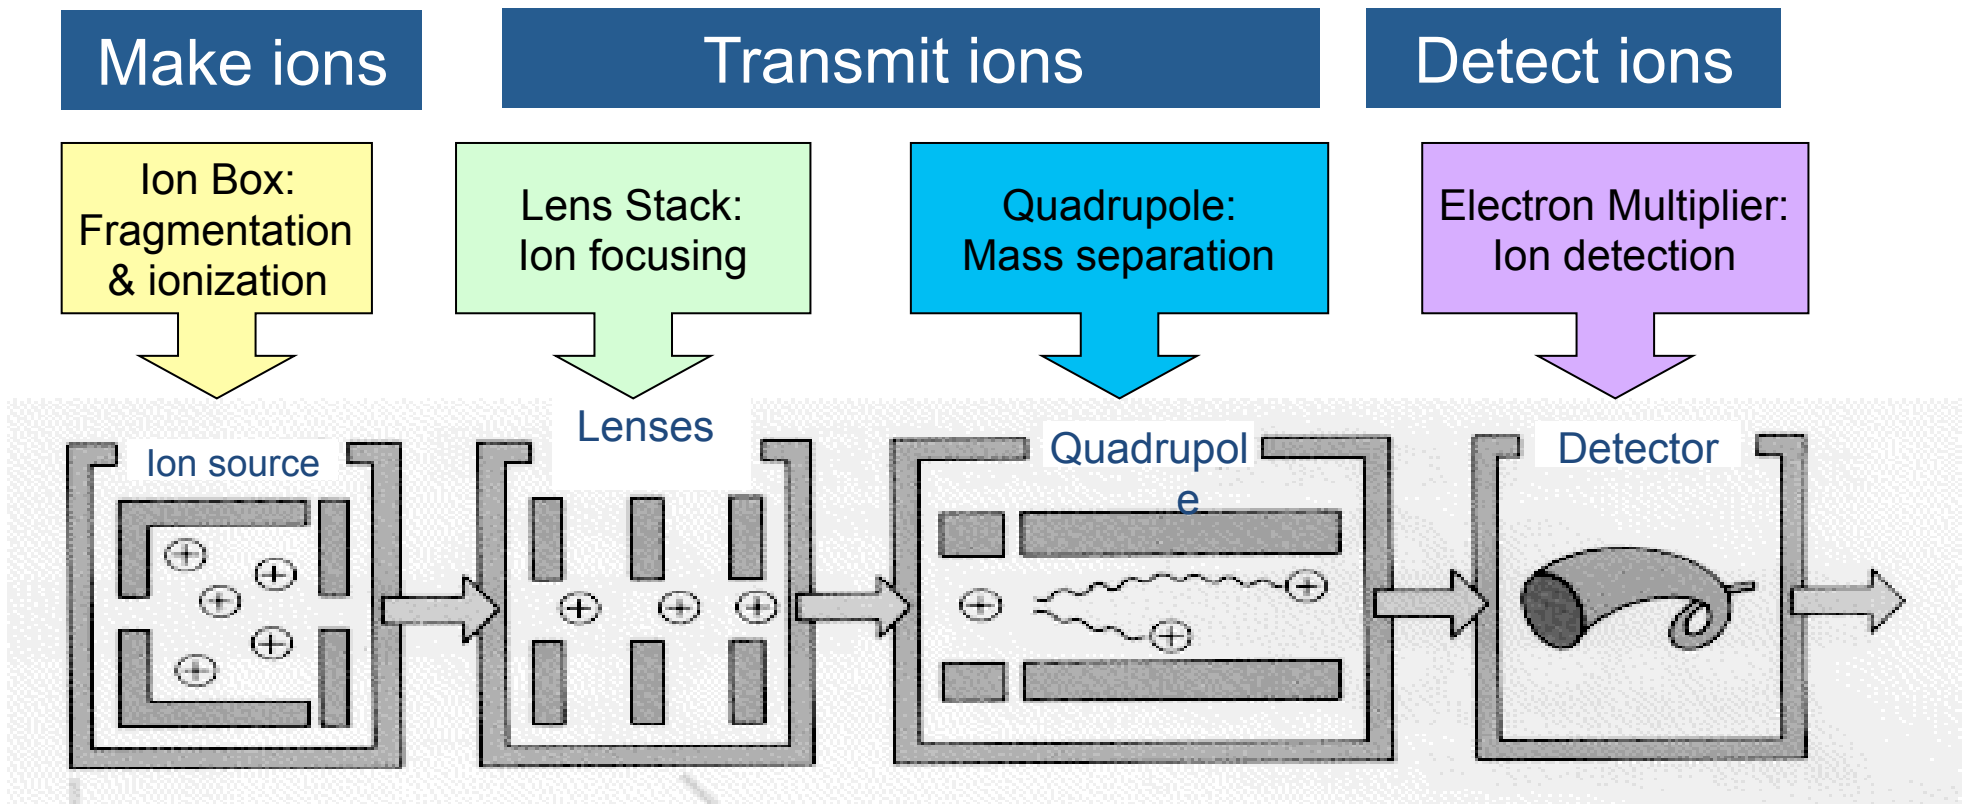 Make ions
Transmit ions
Detect ions
Ion Box:
Fragmentation
& ionization
Lens Stack:
Ion focusing
Quadrupole:
Mass separation
Electron Multiplier:
Ion detection
Ion source
Lenses
Quadrupol
e
Detector